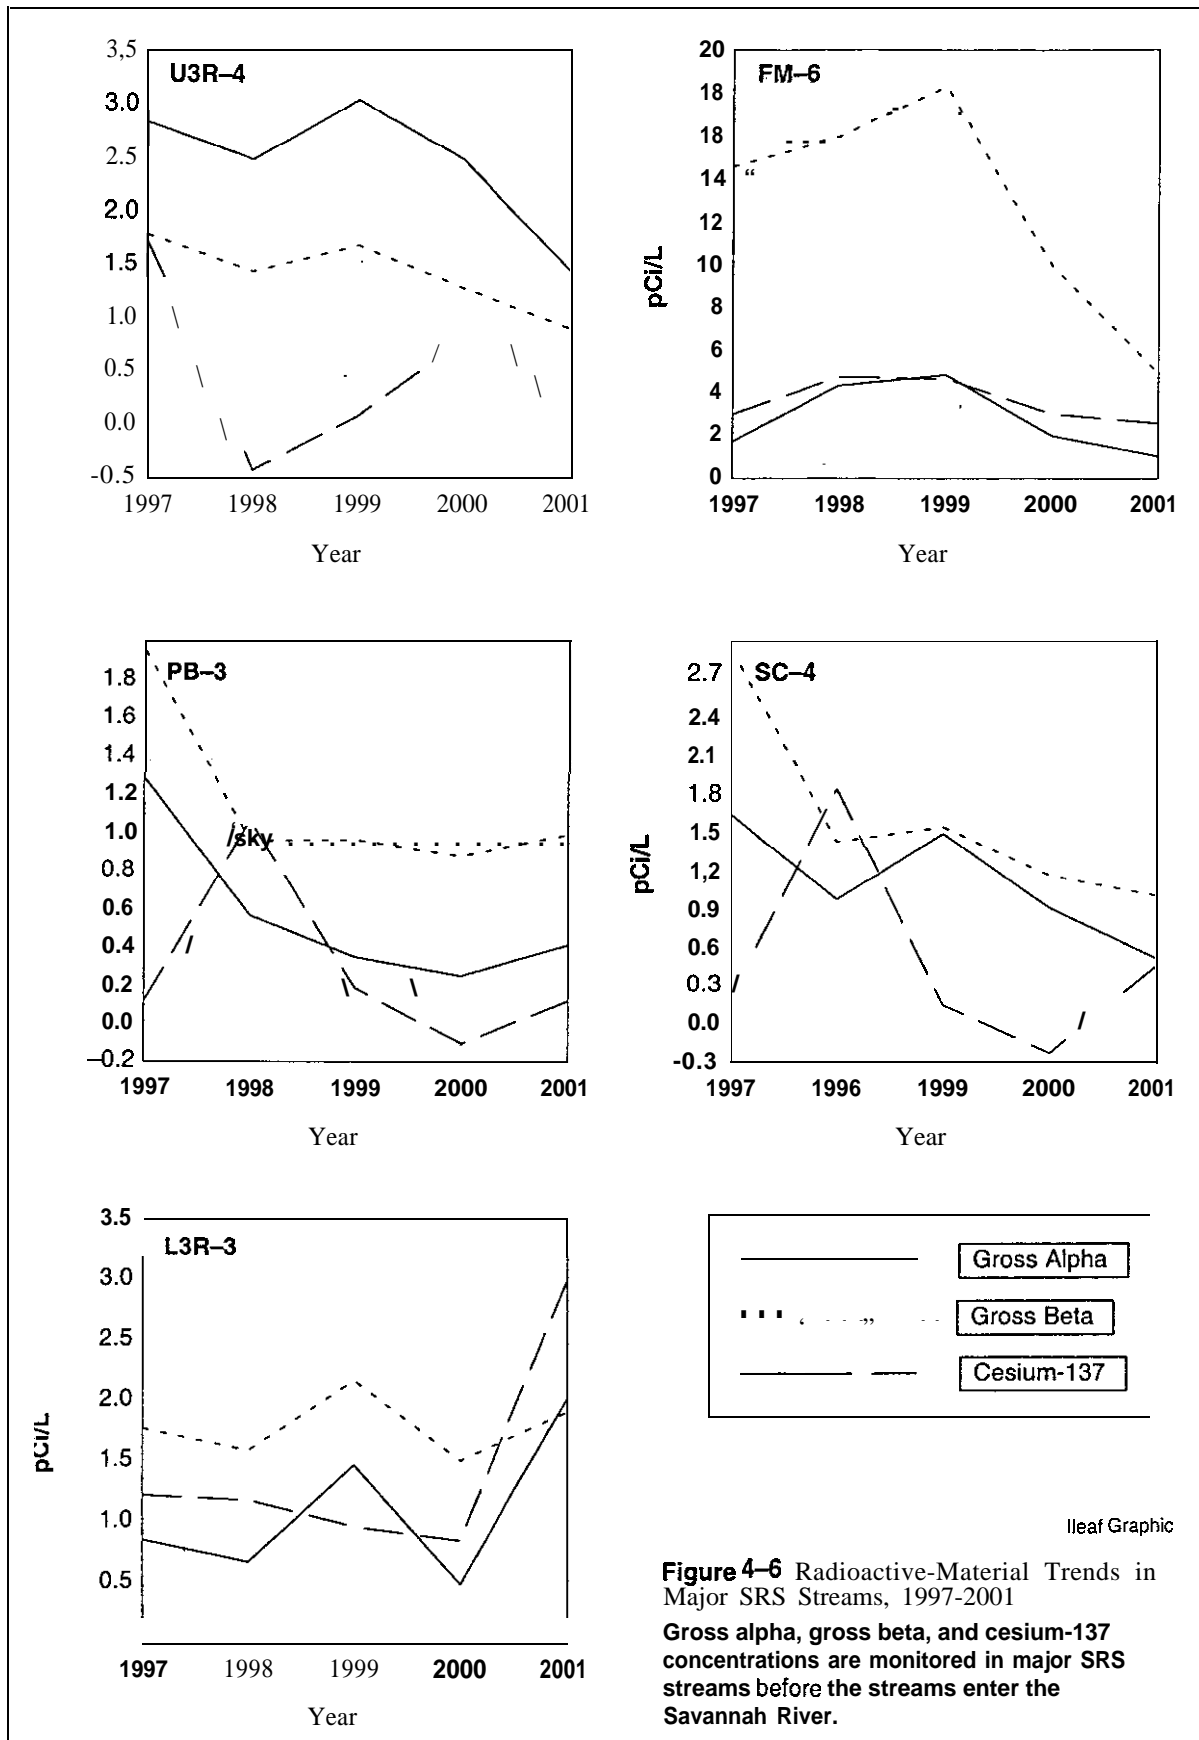 U3R–4
3,5
3.0
2.5
2.0
1.5
1.0
0.5
0.0
-0.5
1997 1998 1999 2000 2001
Year
FM–6
pCi/L
20
18
18
14
12
10
8
6
4
2
0
1997 1998 1999 2000 2001
Year
PB–3
1.8
1.6
1.4
1.2
1.0
0.8
0.6
0.4
0.2
0.0
–0.2
/sky
1997 1998 1999 2000 2001
Year
SC–4
pCi/L
2.7
2.4
2.1
1.8
1.5
1,2
0.9
0.6
0.3
0.0
-0.3
1997 1996 1999 2000 2001
Year
L3R–3
pCi/L
3.5
3.0
2.5
2.0
1.5
1.0
0.5
1997 1998 1999 2000 2001
Year
Gross Alpha
Gross Beta
Cesium-137
Ileaf Graphic
Figure 4–6 Radioactive-Material Trends in
Major SRS Streams, 1997-2001
Gross alpha, gross beta, and cesium-137
concentrations are monitored in major SRS
streams before the streams enter the
Savannah River.